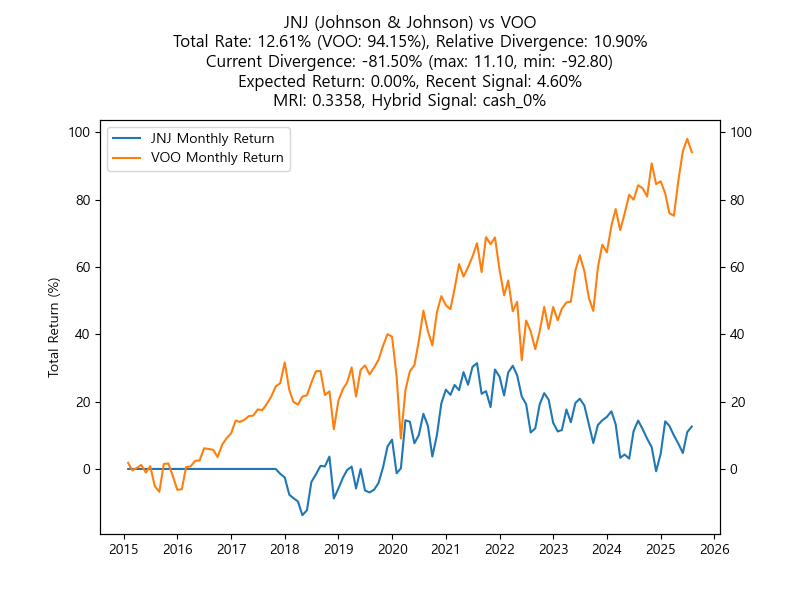 JNJ (Johnson & Johnson) vs VOO
Total Rate: 12.61% (VOO: 94.15%), Relative Divergence: 10.90%
Current Divergence: -81.50% (max: 11.10, min: -92.80)
Expected Return: 0.00%, Recent Signal: 4.60%
MRI: 0.3358, Hybrid Signal: cash_0%
JNJ Monthly Return
VOO Monthly Return
Total Return (%)
100
80
60
40
20
0
100
80
60
40
20
0
2015 2016 2017 2018 2019 2020 2021 2022 2023 2024 2025 2026